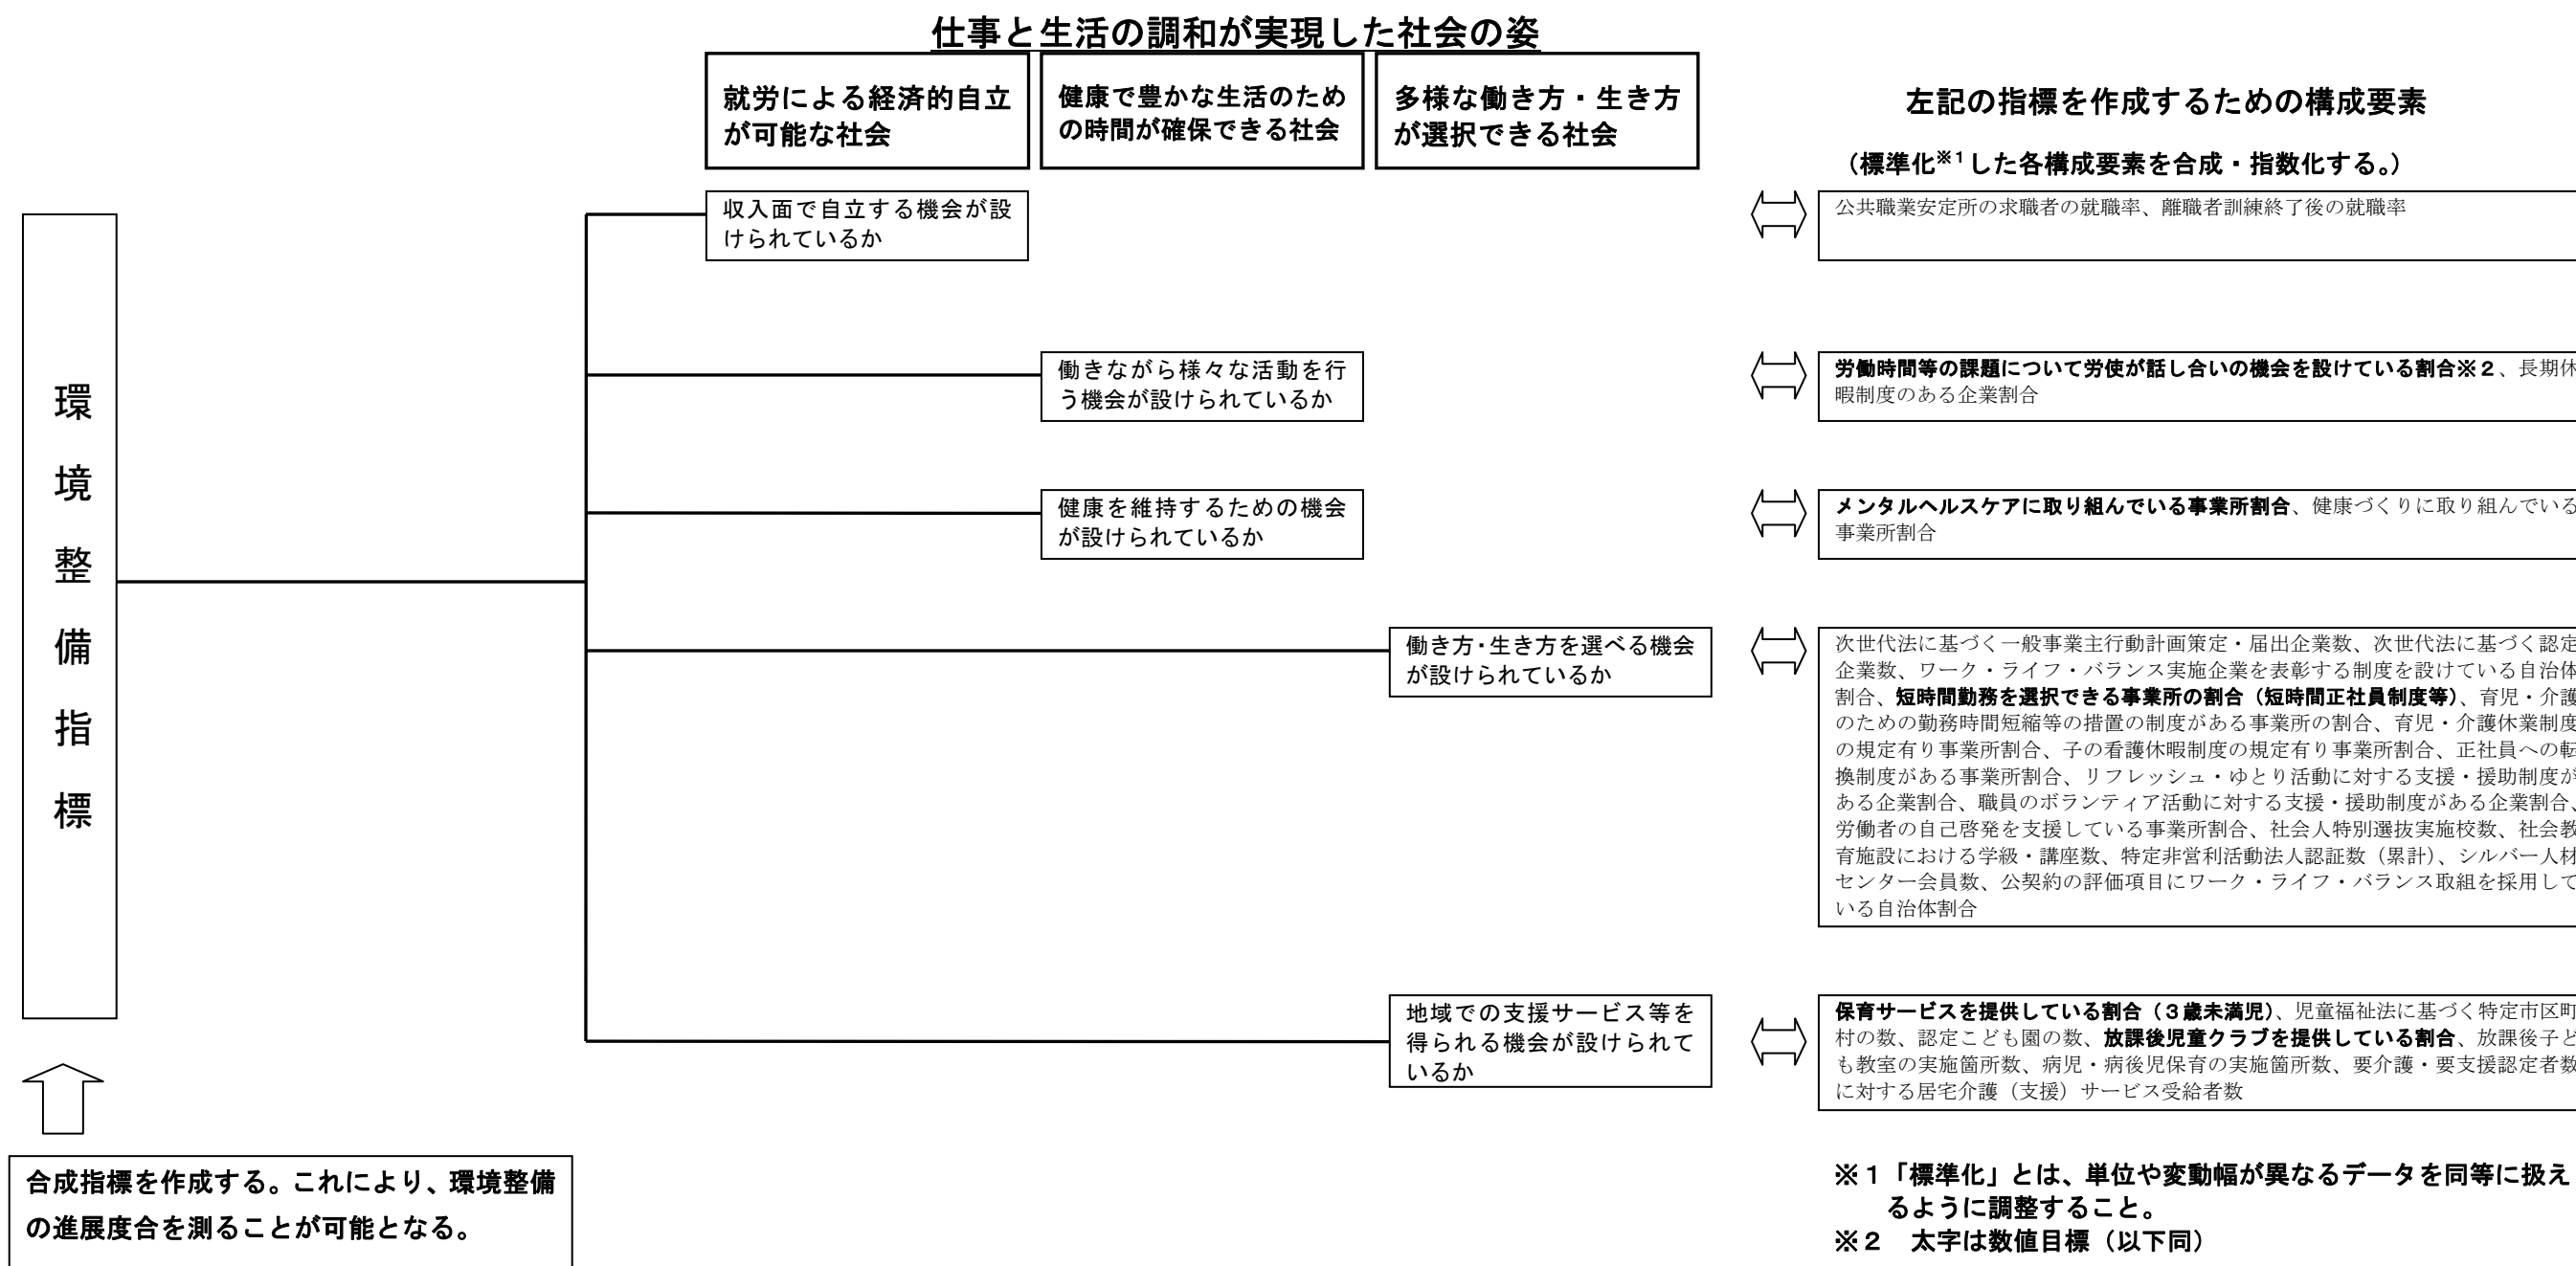 仕事と生活の調和が実現した社会の姿
就労による経済的自立
が可能な社会
健康で豊かな生活のため
の時間が確保できる社会
多様な働き方・生き方
が選択できる社会
左記の指標を作成するための構成要素
（標準化※１した各構成要素を合成・指数化する。）
環境整備指標
収入面で自立する機会が設
けられているか
公共職業安定所の求職者の就職率、離職者訓練終了後の就職率
働きながら様々な活動を行
う機会が設けられているか
労働時間等の課題について労使が話し合いの機会を設けている割合※２、長期休
暇制度のある企業割合
健康を維持するための機会
が設けられているか
メンタルヘルスケアに取り組んでいる事業所割合、健康づくりに取り組んでいる
事業所割合
働き方・生き方を選べる機会
が設けられているか
次世代法に基づく一般事業主行動計画策定・届出企業数、次世代法に基づく認定
企業数、ワーク・ライフ・バランス実施企業を表彰する制度を設けている自治体
割合、短時間勤務を選択できる事業所の割合（短時間正社員制度等）、育児・介護
のための勤務時間短縮等の措置の制度がある事業所の割合、育児・介護休業制度
の規定有り事業所割合、子の看護休暇制度の規定有り事業所割合、正社員への転
換制度がある事業所割合、リフレッシュ・ゆとり活動に対する支援・援助制度が
ある企業割合、職員のボランティア活動に対する支援・援助制度がある企業割合、
労働者の自己啓発を支援している事業所割合、社会人特別選抜実施校数、社会教
育施設における学級・講座数、特定非営利活動法人認証数（累計）、シルバー人材
センター会員数、公契約の評価項目にワーク・ライフ・バランス取組を採用して
いる自治体割合
地域での支援サービス等を
得られる機会が設けられて
いるか
保育サービスを提供している割合（３歳未満児）、児童福祉法に基づく特定市区町
村の数、認定こども園の数、放課後児童クラブを提供している割合、放課後子ど
も教室の実施箇所数、病児・病後児保育の実施箇所数、要介護・要支援認定者数
に対する居宅介護（支援）サービス受給者数
合成指標を作成する。これにより、環境整備
の進展度合を測ることが可能となる。
※１「標準化」とは、単位や変動幅が異なるデータを同等に扱え
るように調整すること。
※２　太字は数値目標（以下同）